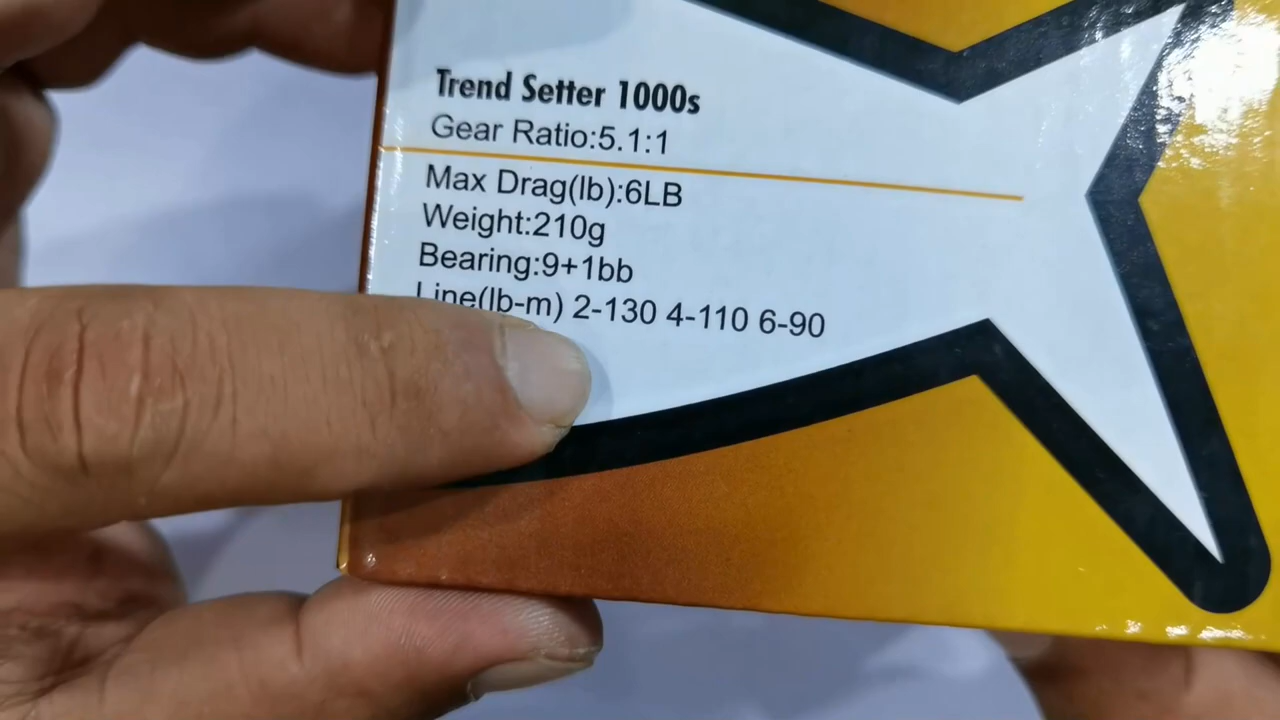 Trend Setter 1000s
Gear Ratio:5.1:1
Max Drag(lb):6LB
Weight:210g
Bearing:9+1bb
Line(lb-m) 2-130 4-110 6-90